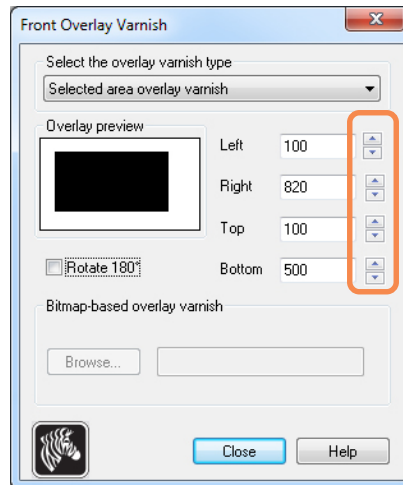 Front Overlay Varnish
Select the overlay varnish type
Selected area overlay varnish
Overlay preview
Left 100
Right 820
Top 100
Rotate 180° Bottom 500
Bitmap-based overlay varnish
Browse...
Close Help